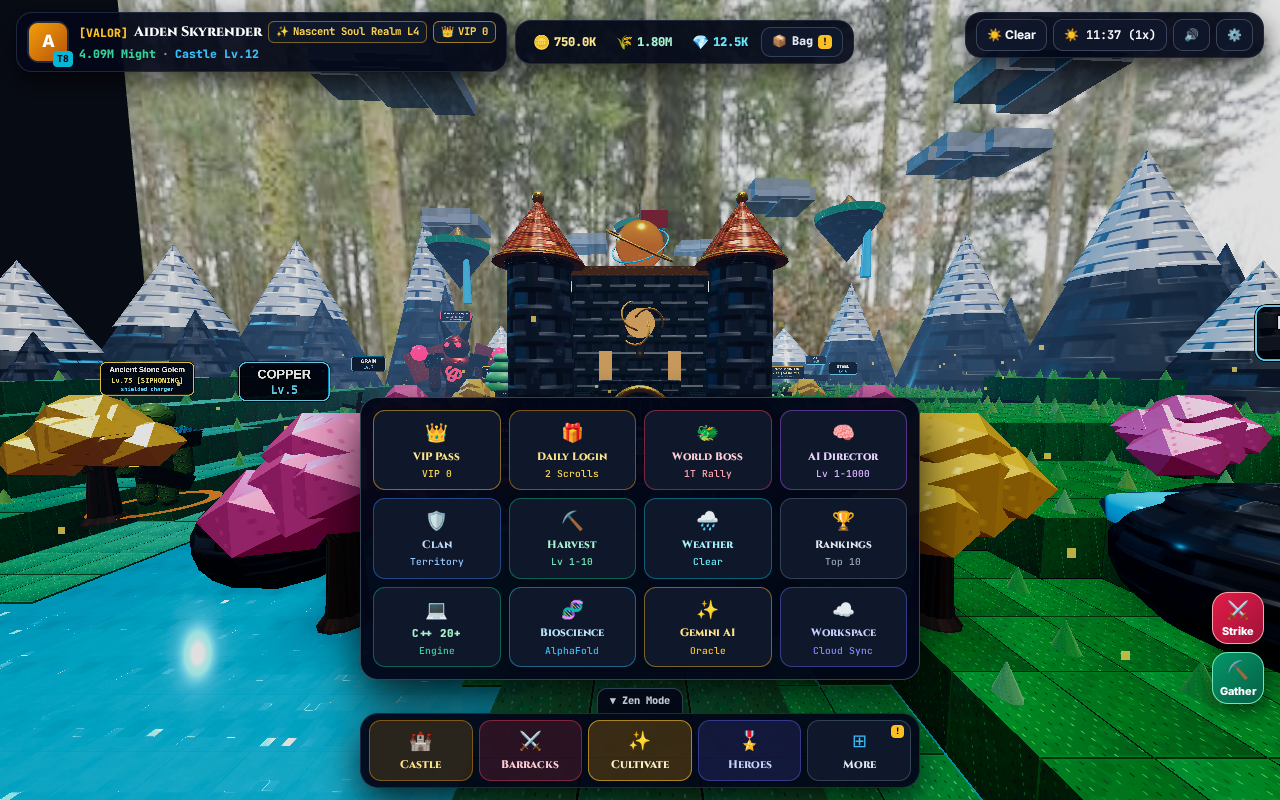 A
T8
[VALOR] AIDEN SKYRENDER
✨ Nascent Soul Realm L4
👑 VIP 0
4.09M Might · Castle Lv.12
750.0K
1.80M
12.5K
Bag !
Clear
11:37 (1x)
Ancient Stone Golem
Lv.75 [SIPHONING]
shielded charger
COPPER
Lv.5
GRAIN
VIP PASS
VIP 0
DAILY LOGIN
2 Scrolls
WORLD BOSS
1T Rally
AI DIRECTOR
Lv 1-1000
CLAN
Territory
HARVEST
Lv 1-10
WEATHER
Clear
RANKINGS
Top 10
C++ 20+
Engine
BIOSCIENCE
AlphaFold
GEMINI AI
Oracle
WORKSPACE
Cloud Sync
Strike
Gather
▼ Zen Mode
CASTLE
BARRACKS
CULTIVATE
HEROES
MORE
!